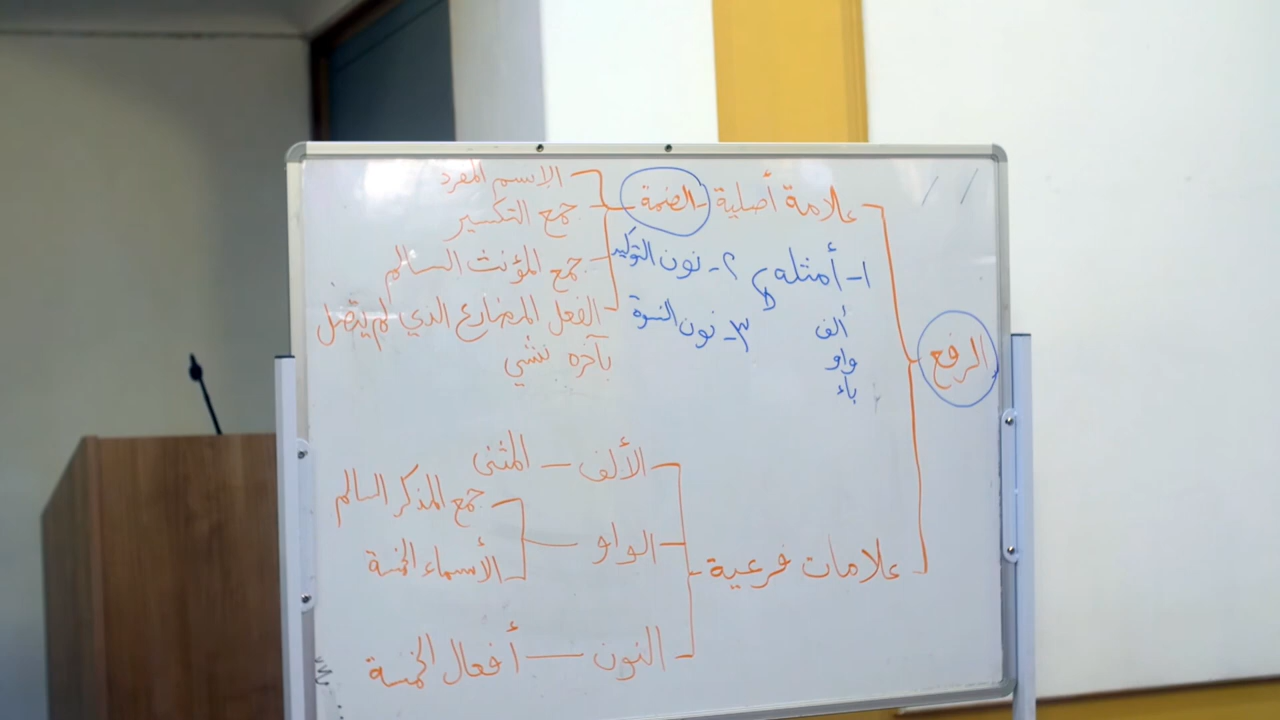 الرفع
علامة أصلية - الضمة
الإسم المفرد
جمع التكسير
جمع المؤنث السالم
الفعل المضارع الذي لم يتصل
بآخره شيء
١- أمثله
ألف
واو
ياء
٢- نون التوكيد
٣- نون النسوة
علامات فرعية
الألف — المثنى
الواو —
جمع المذكر السالم
الأسماء الخمسة
النون — أفعال الخمسة